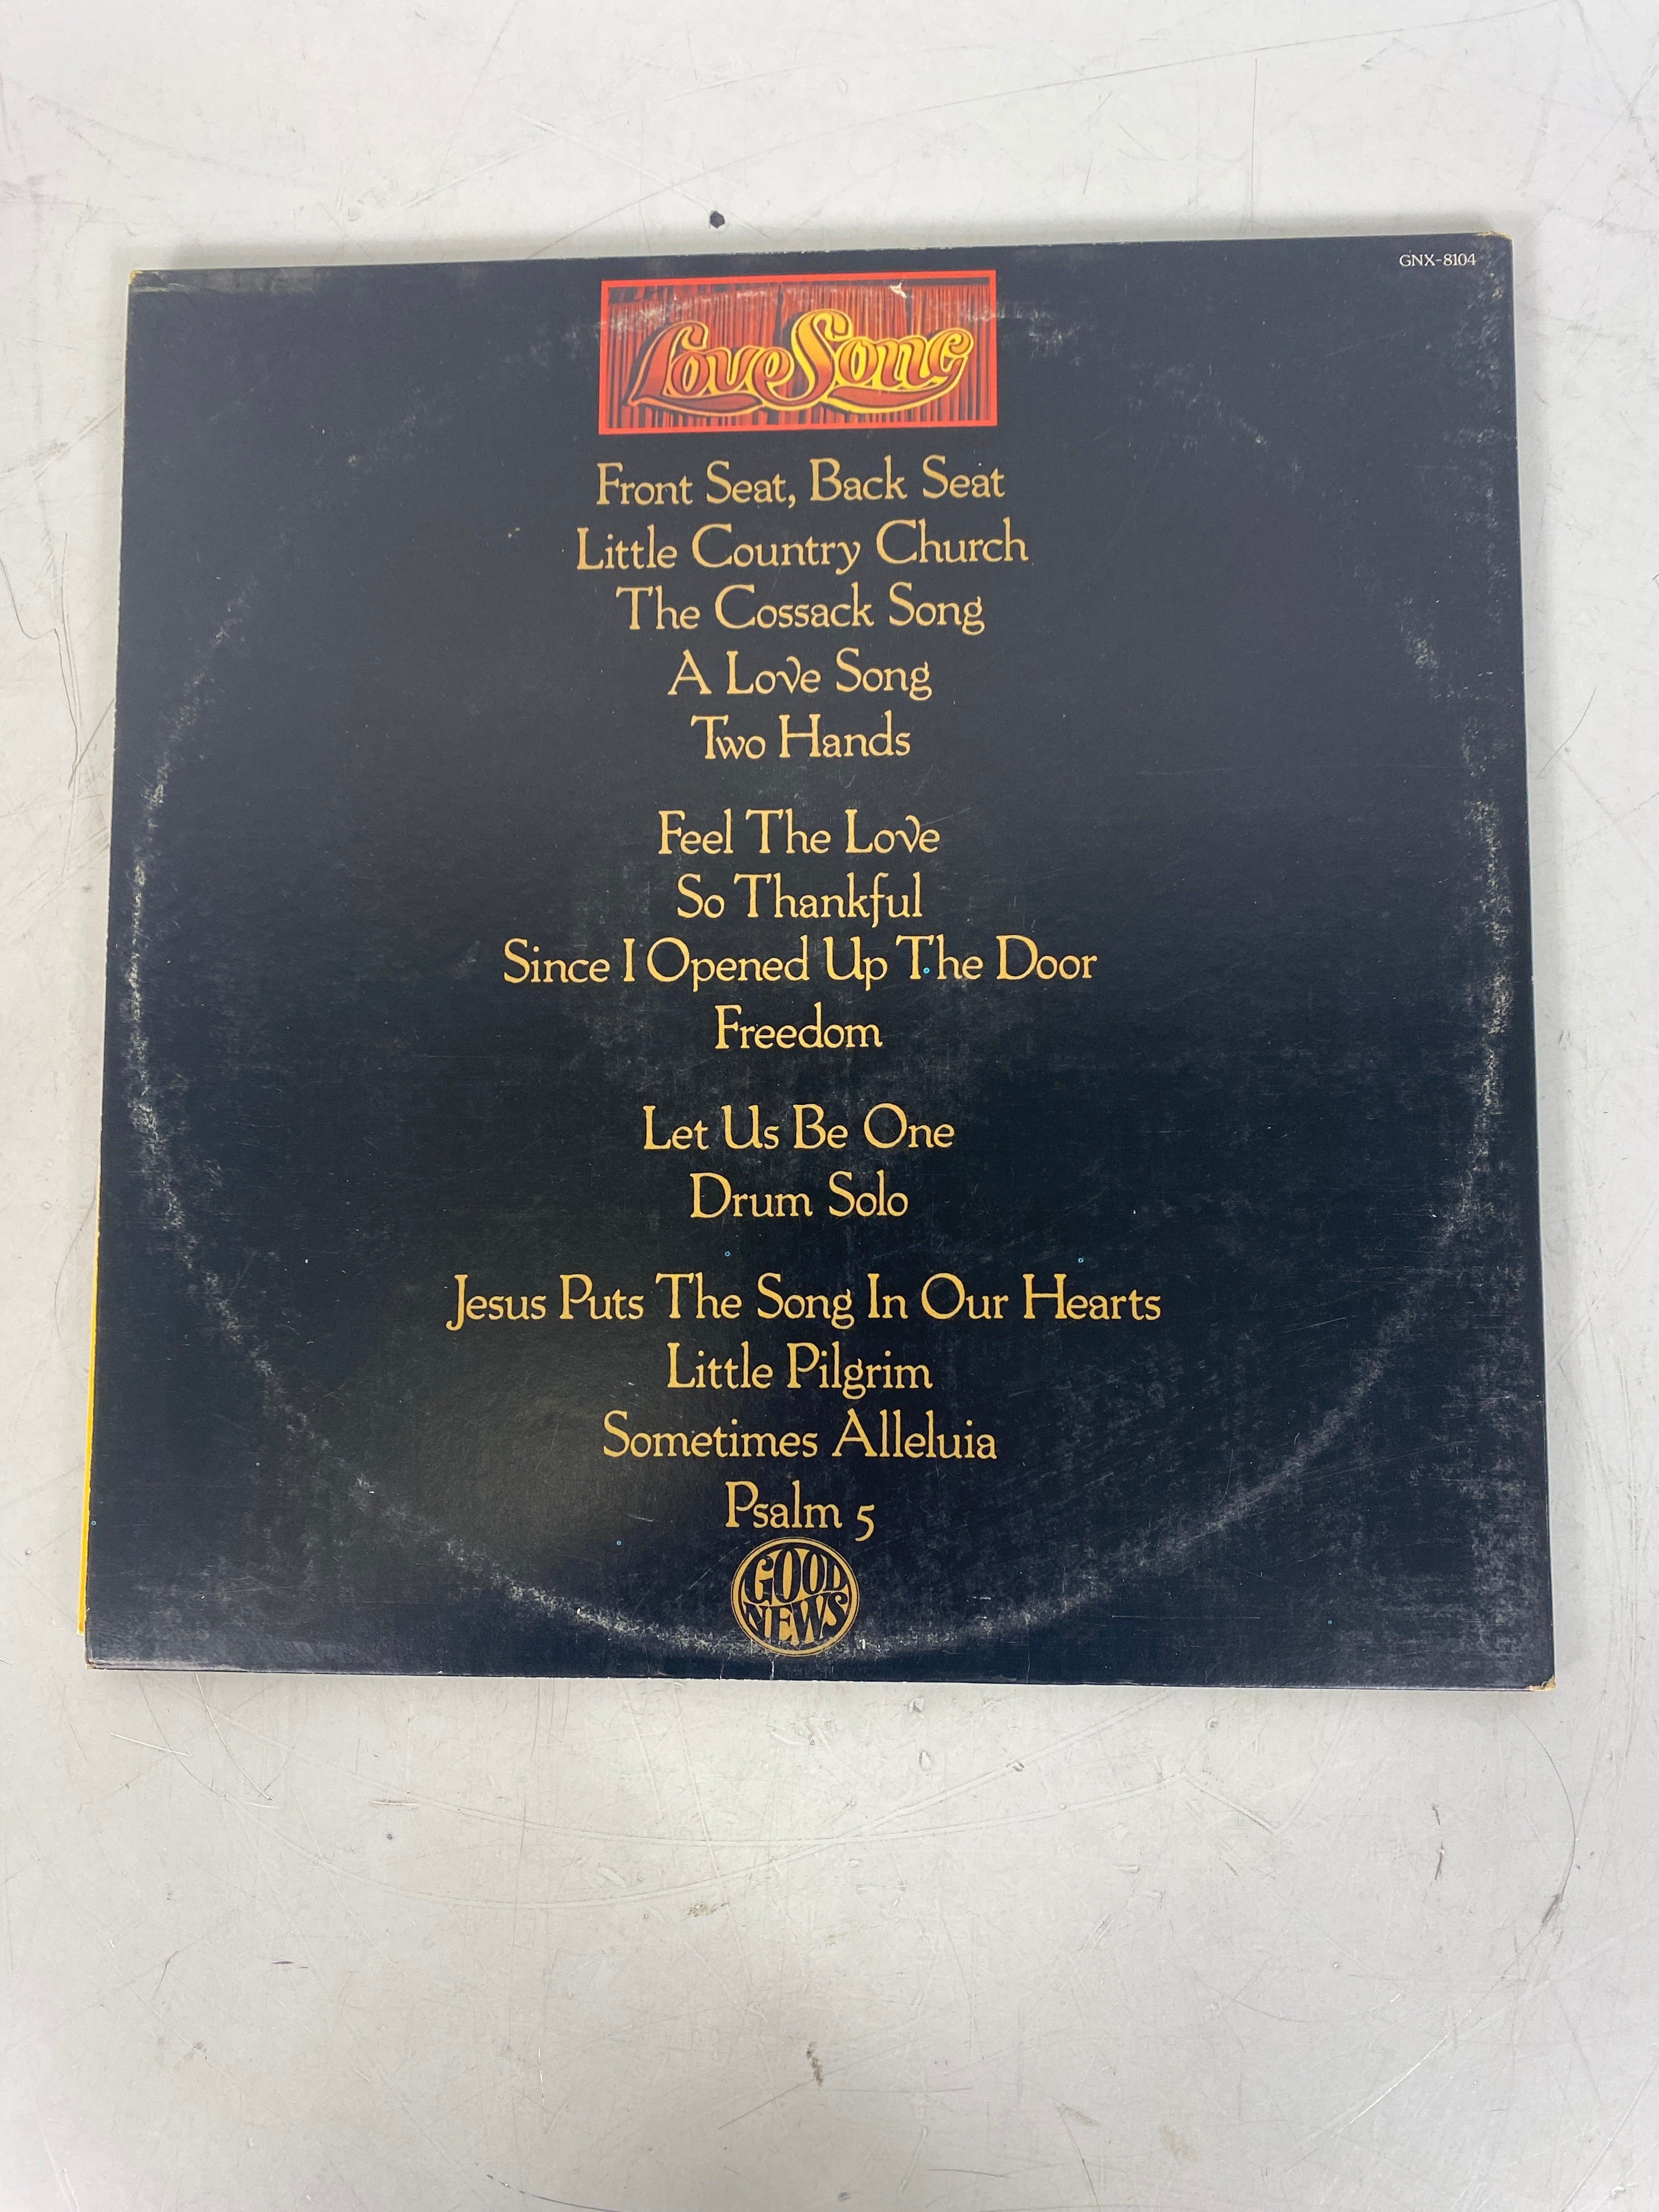 GNX-8104
Love Song
Front Seat, Back Seat
Little Country Church
The Cossack Song
A Love Song
Two Hands
Feel The Love
So Thankful
Since I Opened Up The Door
Freedom
Let Us Be One
Drum Solo
Jesus Puts The Song In Our Hearts
Little Pilgrim
Sometimes Alleluia
Psalm 5
GOOD
NEWS